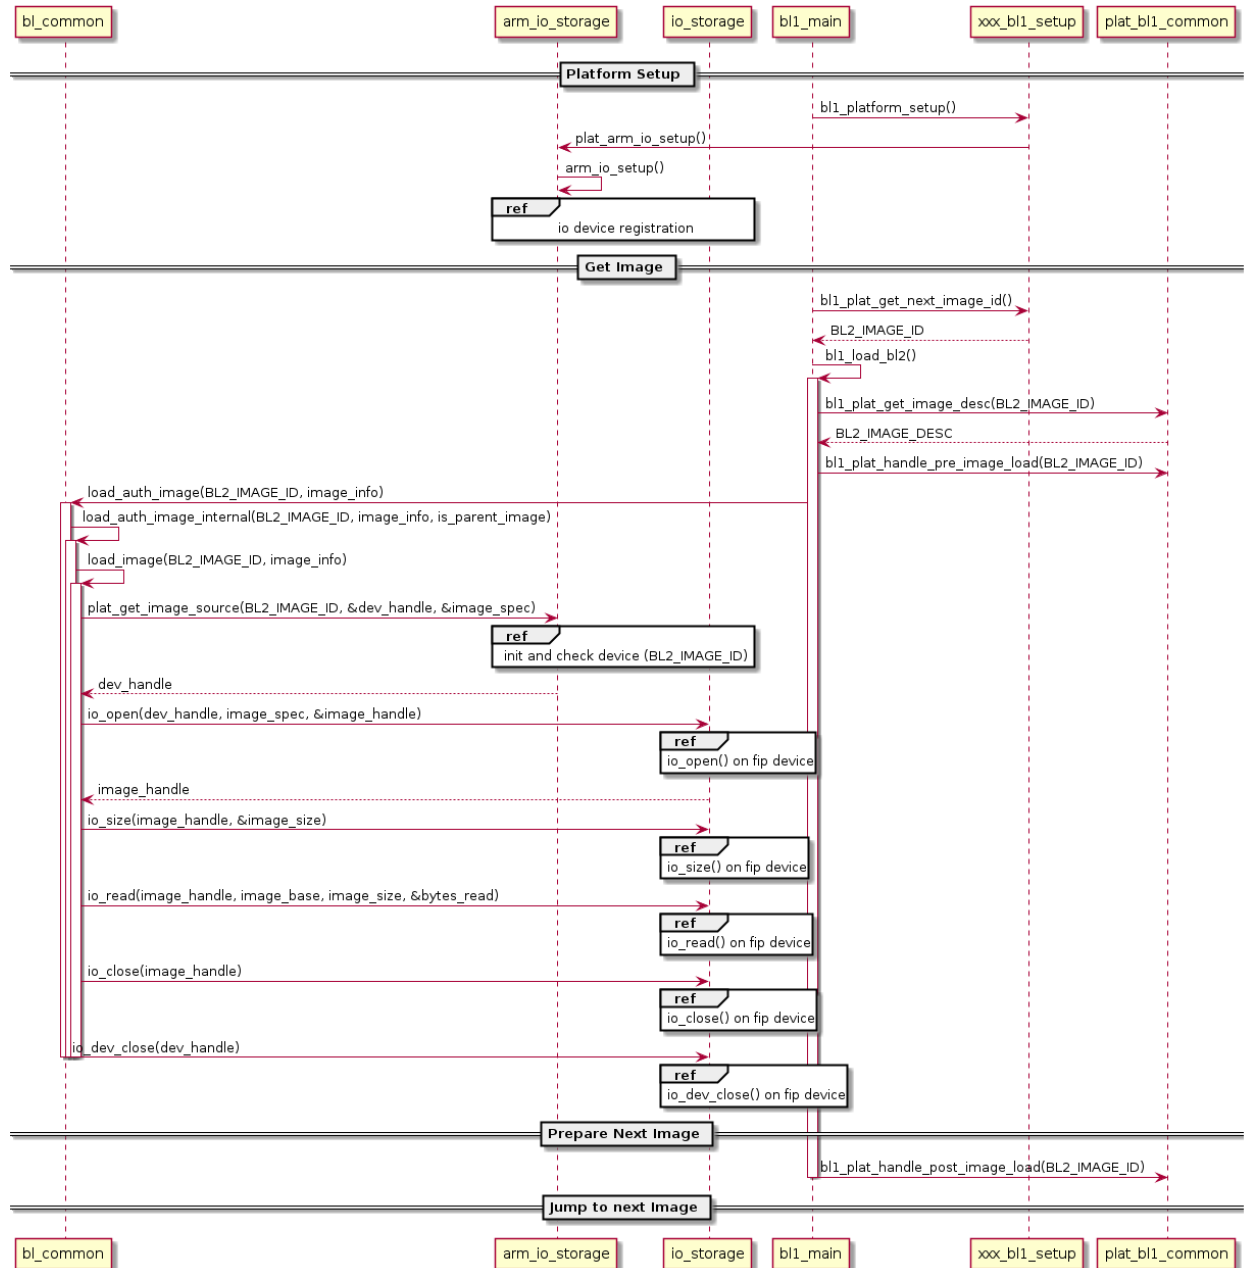 bl_common
arm_io_storage
io_storage
bl1_main
xxx_bl1_setup
plat_bl1_common
Platform Setup
bl1_platform_setup()
plat_arm_io_setup()
arm_io_setup()
ref
io device registration
Get Image
bl1_plat_get_next_image_id()
BL2_IMAGE_ID
bl1_load_bl2()
bl1_plat_get_image_desc(BL2_IMAGE_ID)
BL2_IMAGE_DESC
bl1_plat_handle_pre_image_load(BL2_IMAGE_ID)
load_auth_image(BL2_IMAGE_ID, image_info)
load_auth_image_internal(BL2_IMAGE_ID, image_info, is_parent_image)
load_image(BL2_IMAGE_ID, image_info)
plat_get_image_source(BL2_IMAGE_ID, &dev_handle, &image_spec)
ref
init and check device (BL2_IMAGE_ID)
dev_handle
io_open(dev_handle, image_spec, &image_handle)
ref
io_open() on fip device
image_handle
io_size(image_handle, &image_size)
ref
io_size() on fip device
io_read(image_handle, image_base, image_size, &bytes_read)
ref
io_read() on fip device
io_close(image_handle)
ref
io_close() on fip device
io_dev_close(dev_handle)
ref
io_dev_close() on fip device
Prepare Next Image
bl1_plat_handle_post_image_load(BL2_IMAGE_ID)
Jump to next Image
bl_common
arm_io_storage
io_storage
bl1_main
xxx_bl1_setup
plat_bl1_common